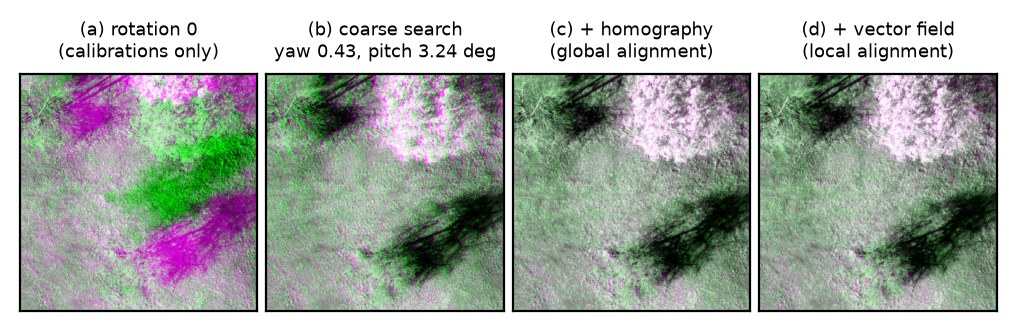 (a) rotation 0
(calibrations only)
(b) coarse search
yaw 0.43, pitch 3.24 deg
(c) + homography
(global alignment)
(d) + vector field
(local alignment)